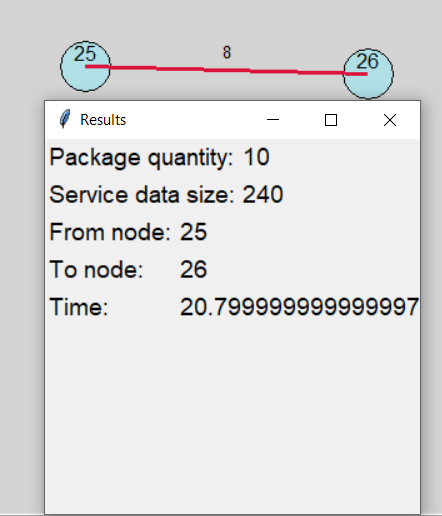 25 8 26
Results
Package quantity: 10
Service data size: 240
From node: 25
To node: 26
Time: 20.799999999999997